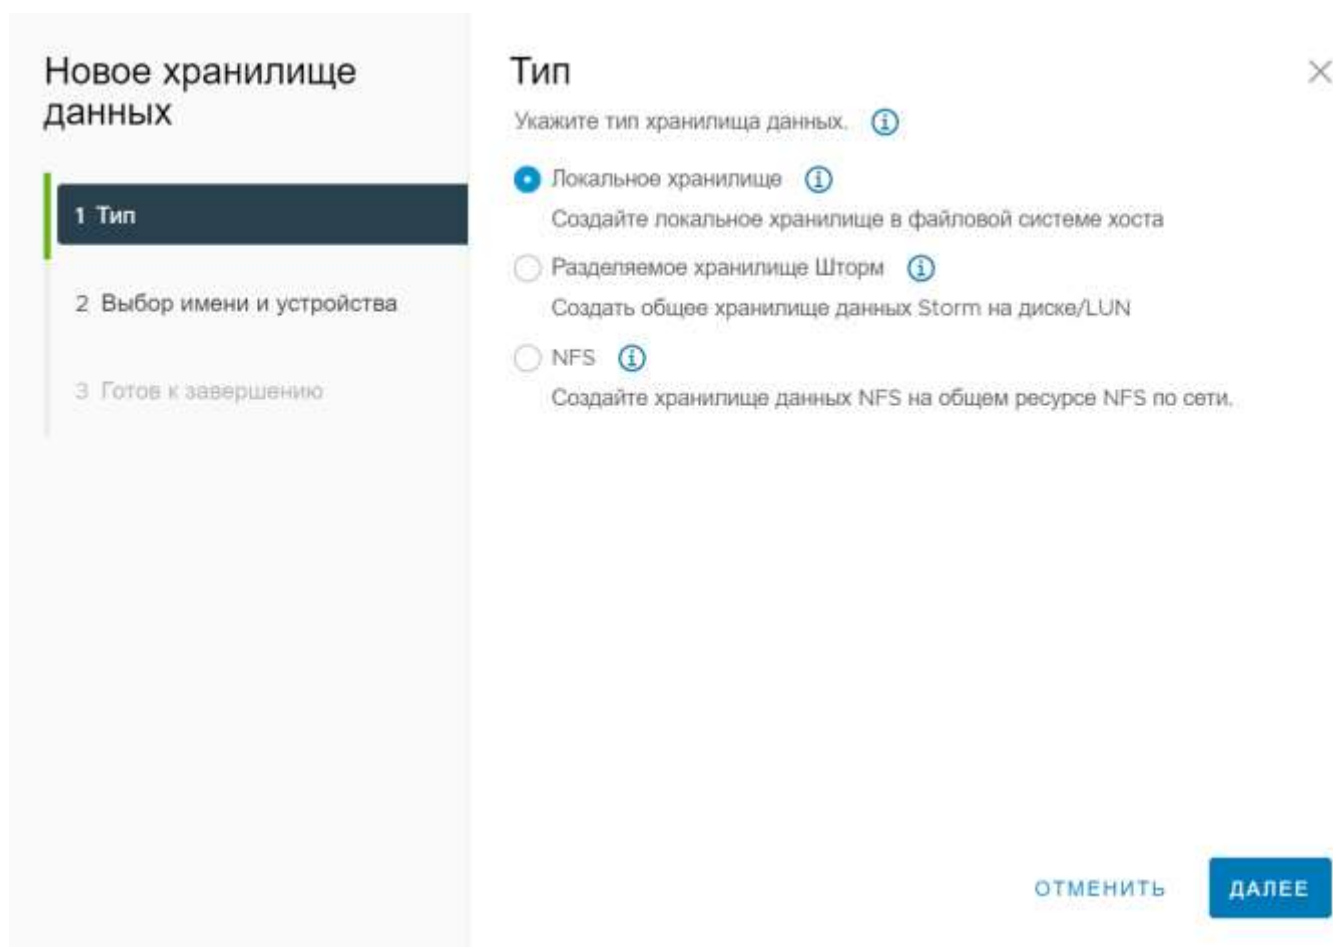 Новое хранилище
данных
1 Тип
2 Выбор имени и устройства
3 Готов к завершению
Тип
Укажите тип хранилища данных.
Локальное хранилище
Создайте локальное хранилище в файловой системе хоста
Разделяемое хранилище Шторм
Создать общее хранилище данных Storm на диске/LUN
NFS
Создайте хранилище данных NFS на общем ресурсе NFS по сети.
ОТМЕНИТЬ
ДАЛЕЕ